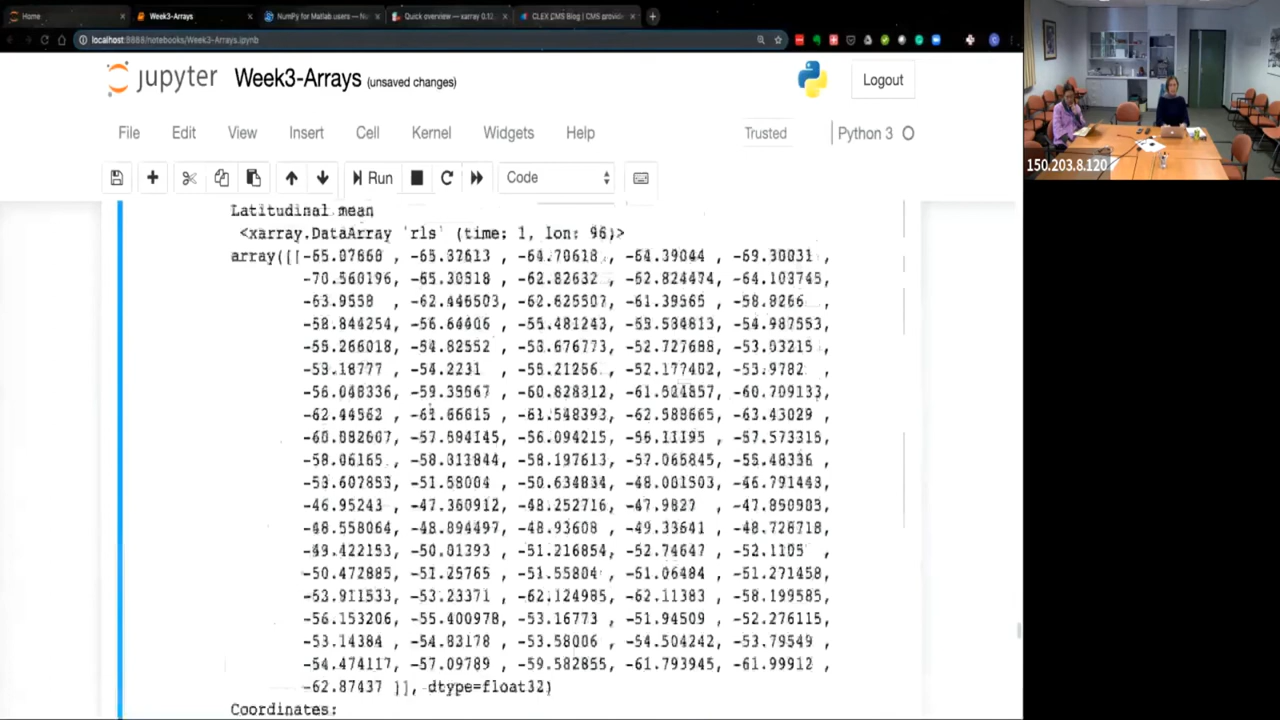 Home
Week3-Arrays
NumPy for Matlab users — Nu
Quick overview — xarray 0.12
CLEX CMS Blog | CMS provid
localhost:8888/notebooks/Week3-Arrays.ipynb
jupyter Week3-Arrays (unsaved changes)
Logout
File Edit View Insert Cell Kernel Widgets Help
Trusted
Python 3
Run
Code
150.203.8.120
Latitudinal mean
<xarray.DataArray 'rls' (time: 1, lon: 96)>
array([[-65.07668 , -65.37613 , -64.70618 , -64.39044 , -69.30031 ,
-70.560196, -65.30518 , -62.82632 , -62.824474, -64.103745,
-63.9558 , -62.446503, -62.625507, -61.39565 , -58.8266 ,
-58.844254, -56.64406 , -55.481243, -55.534813, -54.987553,
-55.266018, -54.82552 , -53.676773, -52.727688, -53.03215 ,
-53.18777 , -54.2231 , -55.21256 , -52.177402, -53.9782 ,
-56.048336, -59.35567 , -60.828312, -61.504857, -60.709133,
-62.44562 , -61.66615 , -61.548393, -62.588665, -63.43029 ,
-60.882607, -57.584145, -56.094215, -56.11195 , -57.573315,
-58.06165 , -58.013844, -58.197613, -57.065845, -55.48336 ,
-53.607853, -51.58004 , -50.634834, -48.001503, -46.791443,
-46.95243 , -47.360912, -48.252716, -47.9827 , -47.850903,
-48.558064, -48.894497, -48.93608 , -49.33641 , -48.728718,
-49.422153, -50.01393 , -51.216854, -52.74647 , -52.1105 ,
-50.472885, -51.25765 , -51.55804 , -51.06484 , -51.271458,
-53.911533, -53.23371 , -62.124985, -62.11383 , -58.199585,
-56.153206, -55.400978, -53.16773 , -51.94509 , -52.276115,
-53.14384 , -54.83178 , -53.58006 , -54.504242, -53.79549 ,
-54.474117, -57.09789 , -59.582855, -61.793945, -61.99912 ,
-62.87437 ]], dtype=float32)
Coordinates: